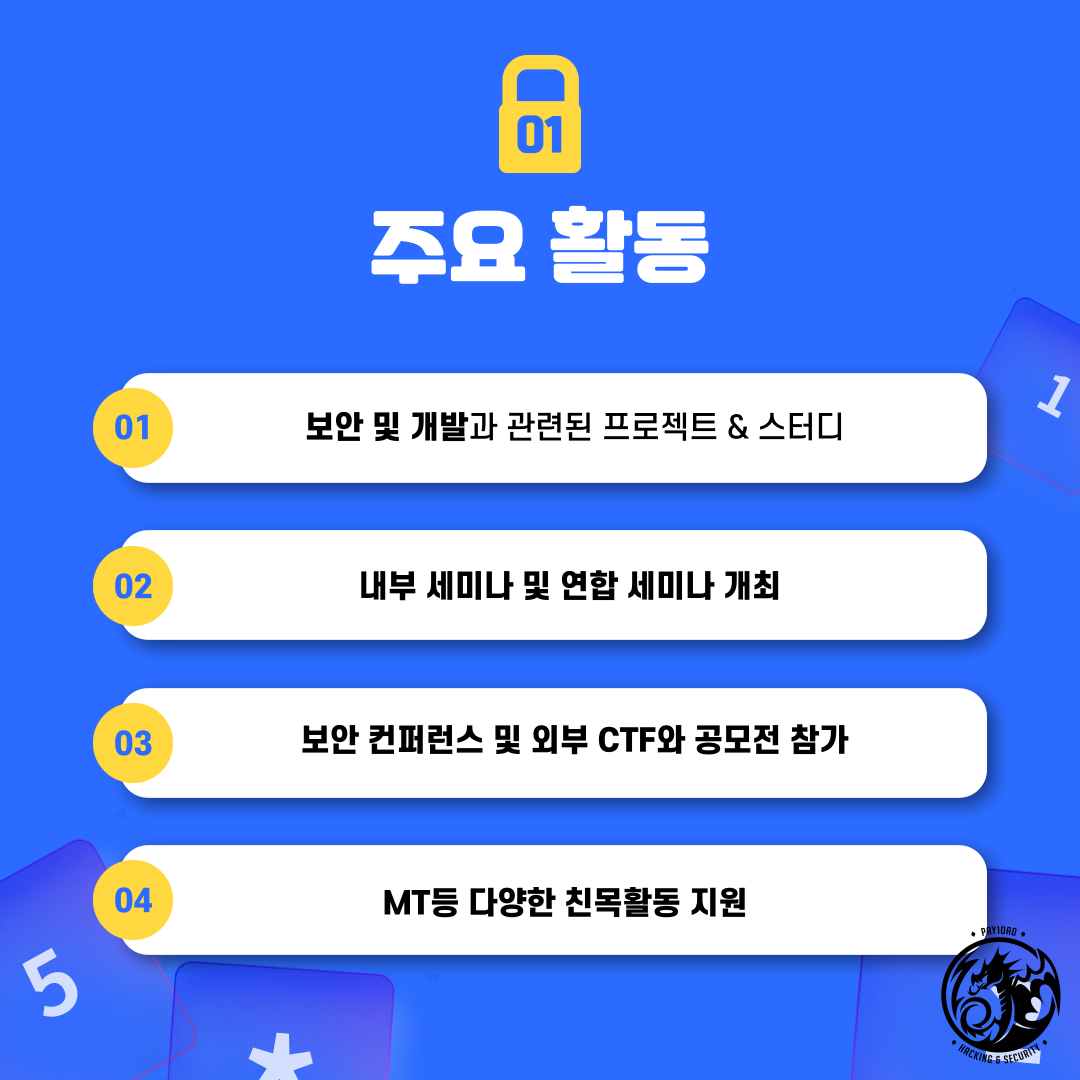 01
주요 활동
01
보안 및 개발과 관련된 프로젝트 & 스터디
02
내부 세미나 및 연합 세미나 개최
03
보안 컨퍼런스 및 외부 CTF와 공모전 참가
04
MT등 다양한 친목활동 지원
1
5
*
PAY1OAD
HACKING & SECURITY